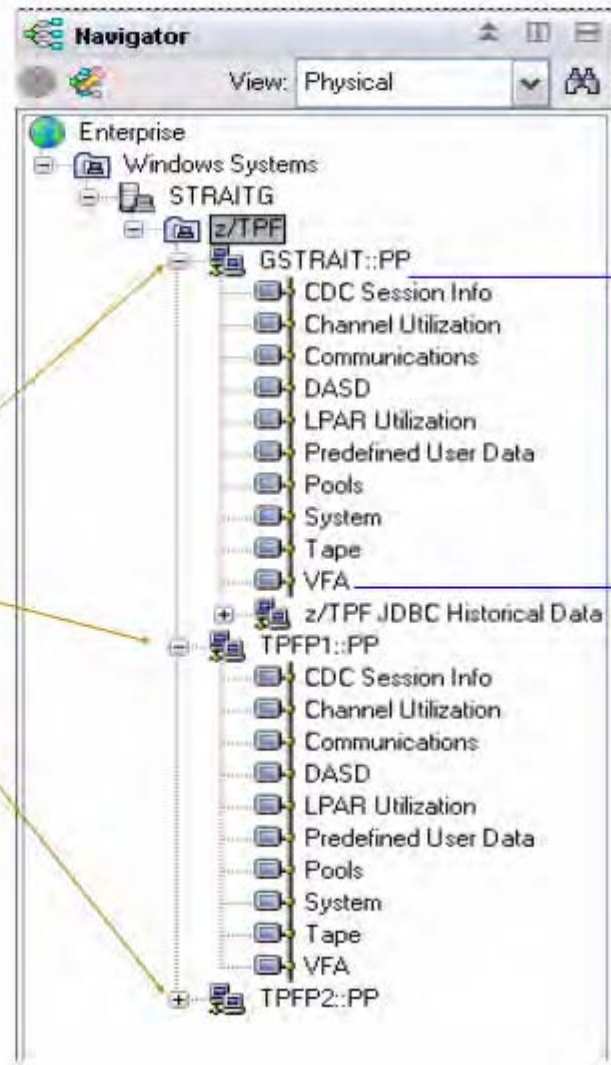 Navigator
View: Physical
Enterprise
Windows Systems
STRAITG
z/TPF
GSTRAIT::PP
CDC Session Info
Channel Utilization
Communications
DASD
LPAR Utilization
Predefined User Data
Pools
System
Tape
VFA
z/TPF JDBC Historical Data
TPFP1::PP
CDC Session Info
Channel Utilization
Communications
DASD
LPAR Utilization
Predefined User Data
Pools
System
Tape
VFA
TPFP2::PP